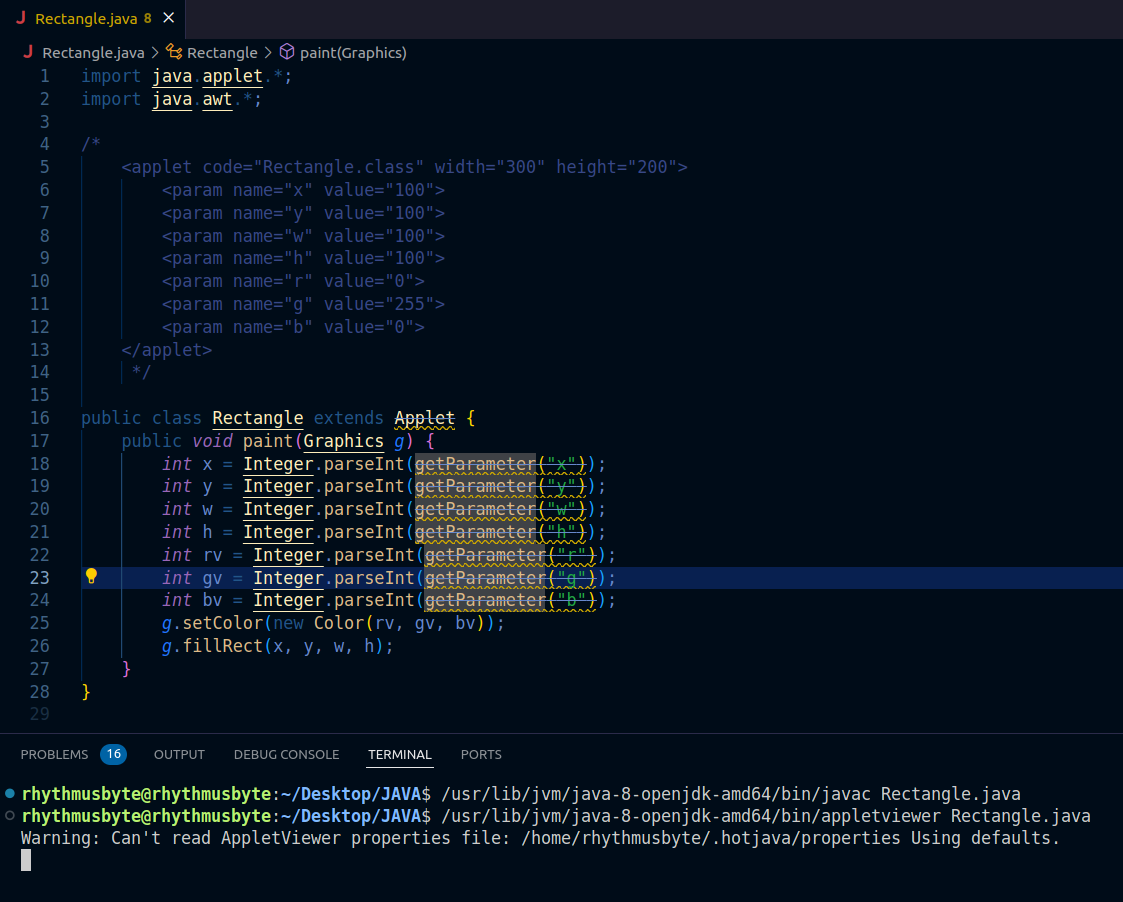 J Rectangle.java 8 ×
J Rectangle.java > Rectangle > paint(Graphics)
1 import java.applet.*;
2 import java.awt.*;
3
4 /*
5     <applet code="Rectangle.class" width="300" height="200">
6         <param name="x" value="100">
7         <param name="y" value="100">
8         <param name="w" value="100">
9         <param name="h" value="100">
10         <param name="r" value="0">
11         <param name="g" value="255">
12         <param name="b" value="0">
13     </applet>
14      */
15
16 public class Rectangle extends Applet {
17     public void paint(Graphics g) {
18         int x = Integer.parseInt(getParameter("x"));
19         int y = Integer.parseInt(getParameter("y"));
20         int w = Integer.parseInt(getParameter("w"));
21         int h = Integer.parseInt(getParameter("h"));
22         int rv = Integer.parseInt(getParameter("r"));
23         int gv = Integer.parseInt(getParameter("g"));
24         int bv = Integer.parseInt(getParameter("b"));
25         g.setColor(new Color(rv, gv, bv));
26         g.fillRect(x, y, w, h);
27     }
28 }
29
PROBLEMS 16 OUTPUT DEBUG CONSOLE TERMINAL PORTS
rhythmusbyte@rhythmusbyte:~/Desktop/JAVA$ /usr/lib/jvm/java-8-openjdk-amd64/bin/javac Rectangle.java
rhythmusbyte@rhythmusbyte:~/Desktop/JAVA$ /usr/lib/jvm/java-8-openjdk-amd64/bin/appletviewer Rectangle.java
Warning: Can't read AppletViewer properties file: /home/rhythmusbyte/.hotjava/properties Using defaults.